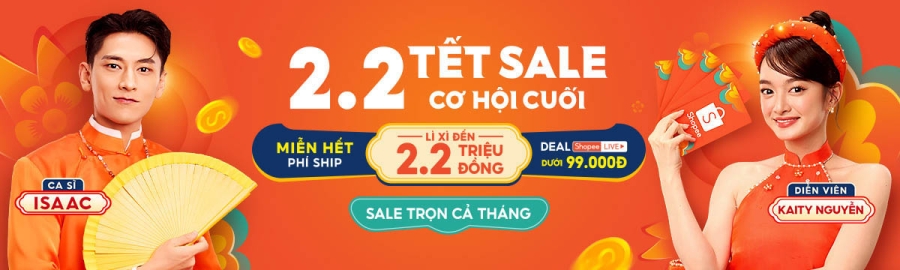 2.2 TẾT SALE
CƠ HỘI CUỐI
MIỄN HẾT
PHÍ SHIP
LÌ XÌ ĐẾN
2.2 TRIỆU
ĐỒNG
DEAL Shopee LIVE
DƯỚI 99.000Đ
SALE TRỌN CẢ THÁNG
CA SĨ
ISAAC
Shopee
DIỄN VIÊN
KAITY NGUYỄN